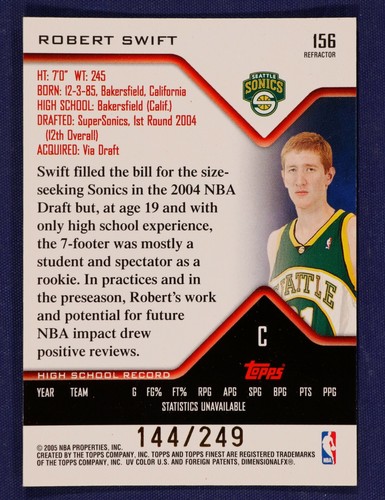 ROBERT SWIFT
156
REFRACTOR
HT: 7'0" WT: 245
BORN: 12-3-85, Bakersfield, California
HIGH SCHOOL: Bakersfield (Calif.)
DRAFTED: SuperSonics, 1st Round 2004
(12th Overall)
ACQUIRED: Via Draft
SEATTLE
SONICS
Swift filled the bill for the size-
seeking Sonics in the 2004 NBA
Draft but, at age 19 and with
only high school experience,
the 7-footer was mostly a
student and spectator as a
rookie. In practices and in
the preseason, Robert's work
and potential for future
NBA impact drew
positive reviews.
C
Topps
HIGH SCHOOL RECORD
YEAR TEAM G FG% FT% RPG APG SPG BPG PTS PPG
STATISTICS UNAVAILABLE
144/249
© 2005 NBA PROPERTIES, INC.
CREATED BY THE TOPPS COMPANY, INC. TOPPS AND TOPPS FINEST ARE REGISTERED TRADEMARKS
OF THE TOPPS COMPANY, INC. UV COLOR U.S. AND FOREIGN PATENTS, DIMENSIONALFX®.
NBA